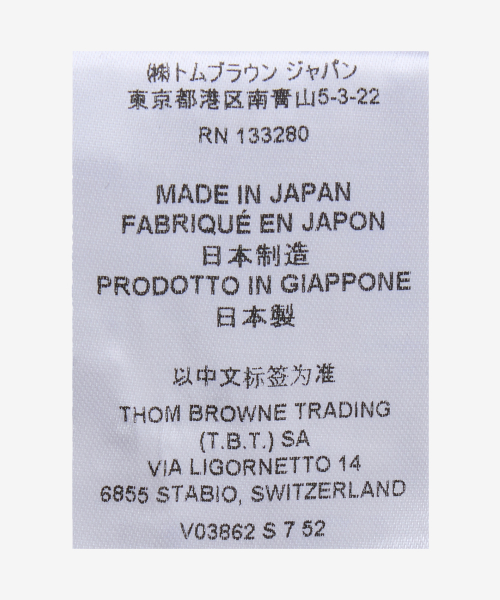 ㈱トムブラウン ジャパン
東京都港区南青山5-3-22
RN 133280
MADE IN JAPAN
FABRIQUÉ EN JAPON
日本制造
PRODOTTO IN GIAPPONE
日本製
以中文标签为准
THOM BROWNE TRADING
(T.B.T.) SA
VIA LIGORNETTO 14
6855 STABIO, SWITZERLAND
V03862 S 7 52